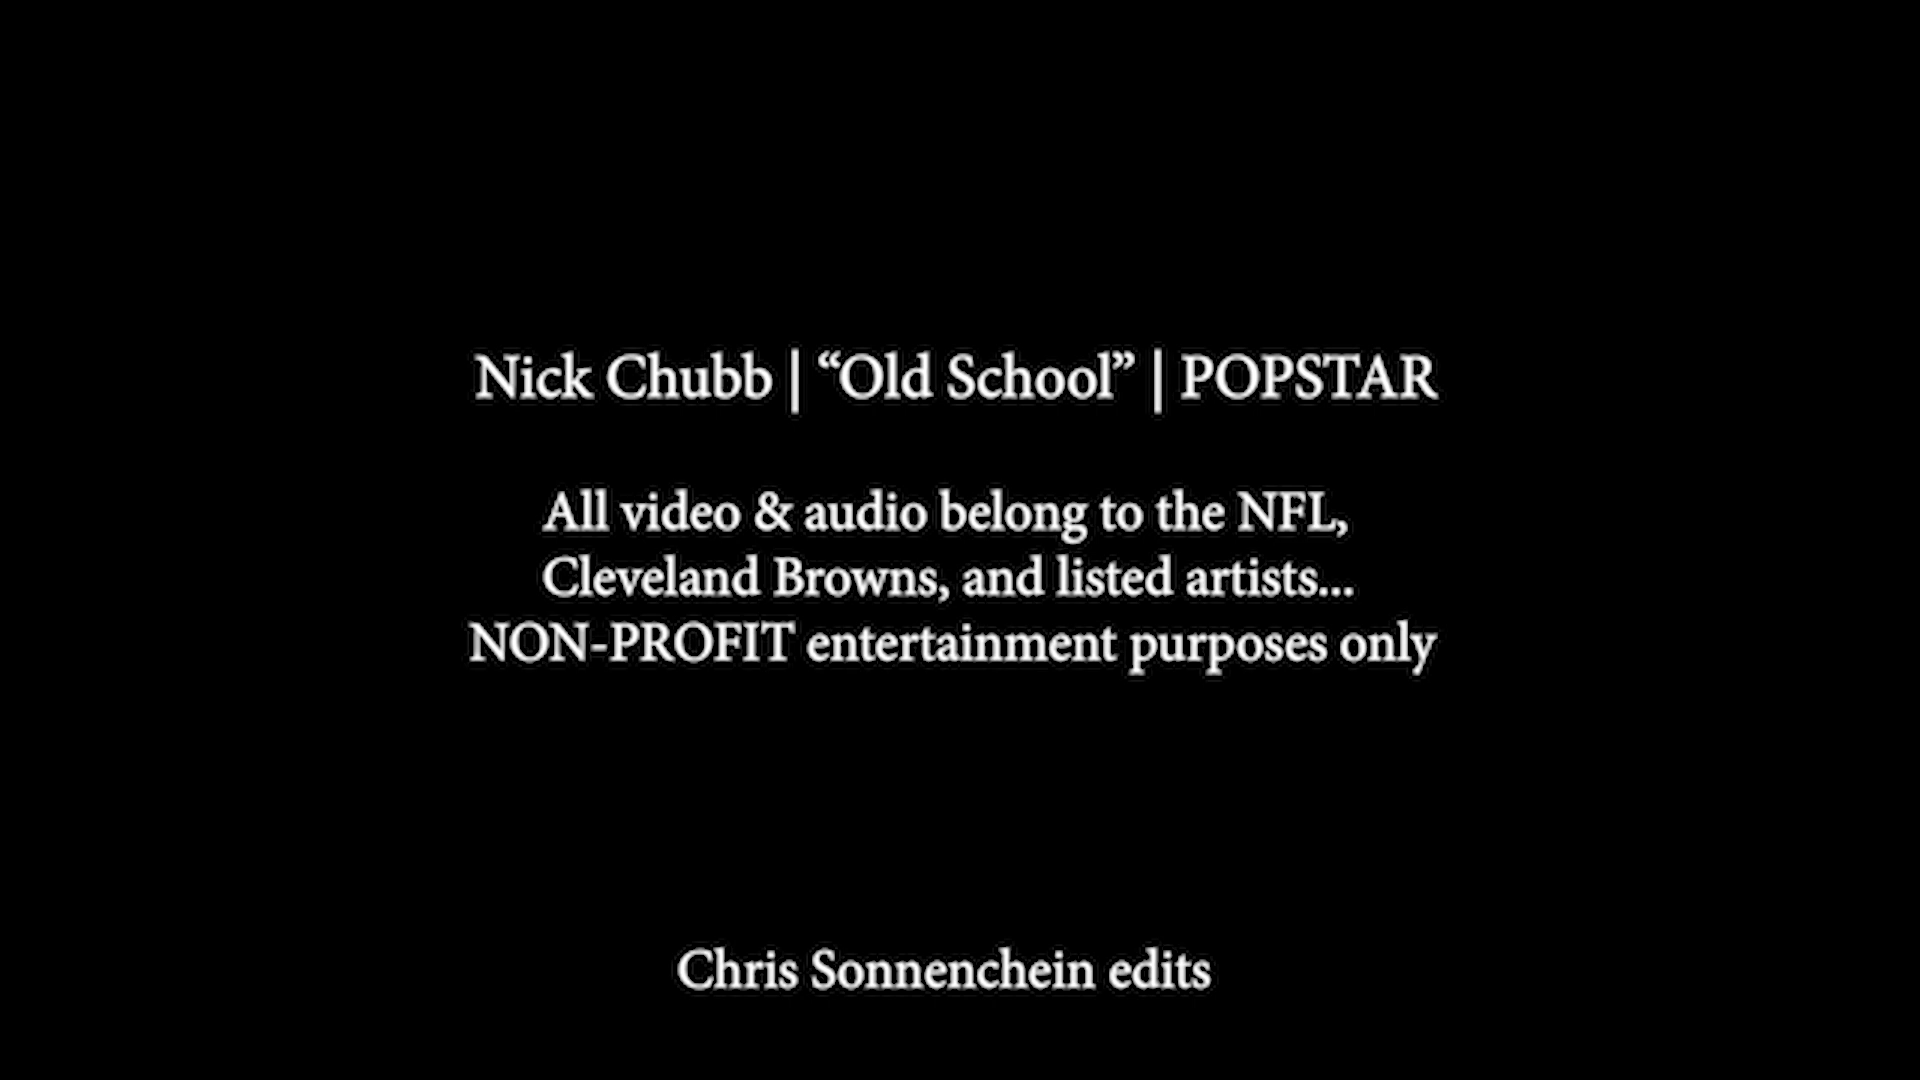 Nick Chubb | “Old School” | POPSTAR
All video & audio belong to the NFL,
Cleveland Browns, and listed artists...
NON-PROFIT entertainment purposes only
Chris Sonnenchein edits